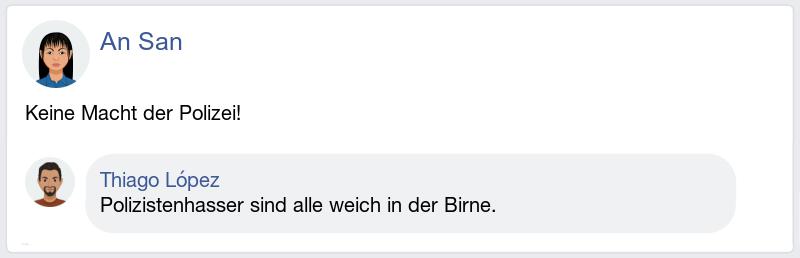 An San
Keine Macht der Polizei!
Thiago López
Polizistenhasser sind alle weich in der Birne.